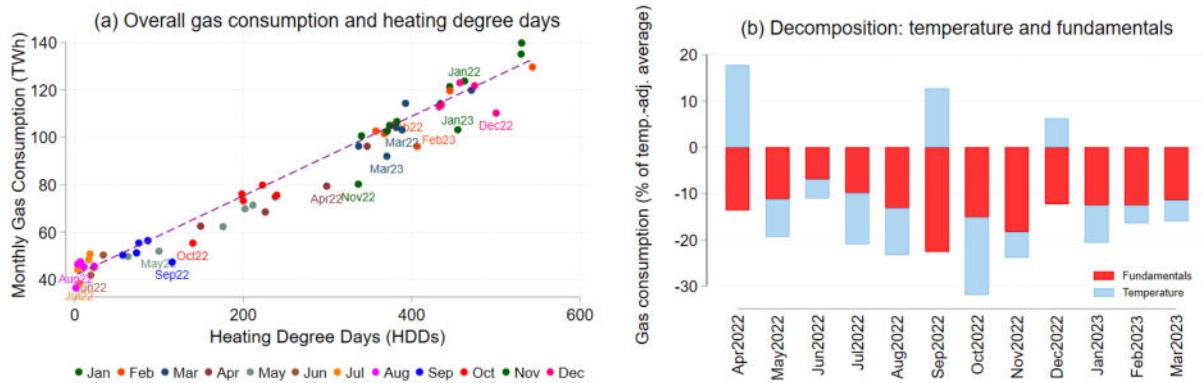 (a) Overall gas consumption and heating degree days
Monthly Gas Consumption (TWh)
140
120
100
80
60
40
0
200
400
600
Heating Degree Days (HDDs)
Jan22
Dec22
Jan23
Feb23
Mar22
Mar23
Apr22
Nov22
Oct22
May22
Sep22
Aug22
Jul22
Jan Feb Mar Apr May Jun Jul Aug Sep Oct Nov Dec
(b) Decomposition: temperature and fundamentals
Gas consumption (% of temp.-adj. average)
20
10
0
-10
-20
-30
Fundamentals
Temperature
Apr2022
May2022
Jun2022
Jul2022
Aug2022
Sep2022
Oct2022
Nov2022
Dec2022
Jan2023
Feb2023
Mar2023